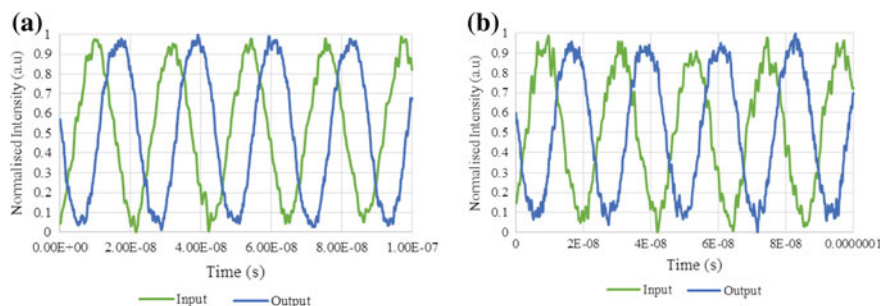 (a)
Normalised Intensity (a.u)
1
0.9
0.8
0.7
0.6
0.5
0.4
0.3
0.2
0.1
0
0.00E+00 2.00E-08 4.00E-08 6.00E-08 8.00E-08 1.00E-07
Time (s)
Input Output
(b)
Normalised Intensity (a.u)
1
0.9
0.8
0.7
0.6
0.5
0.4
0.3
0.2
0.1
0
0 2E-08 4E-08 6E-08 8E-08 0.0000001
Time (s)
Input Output